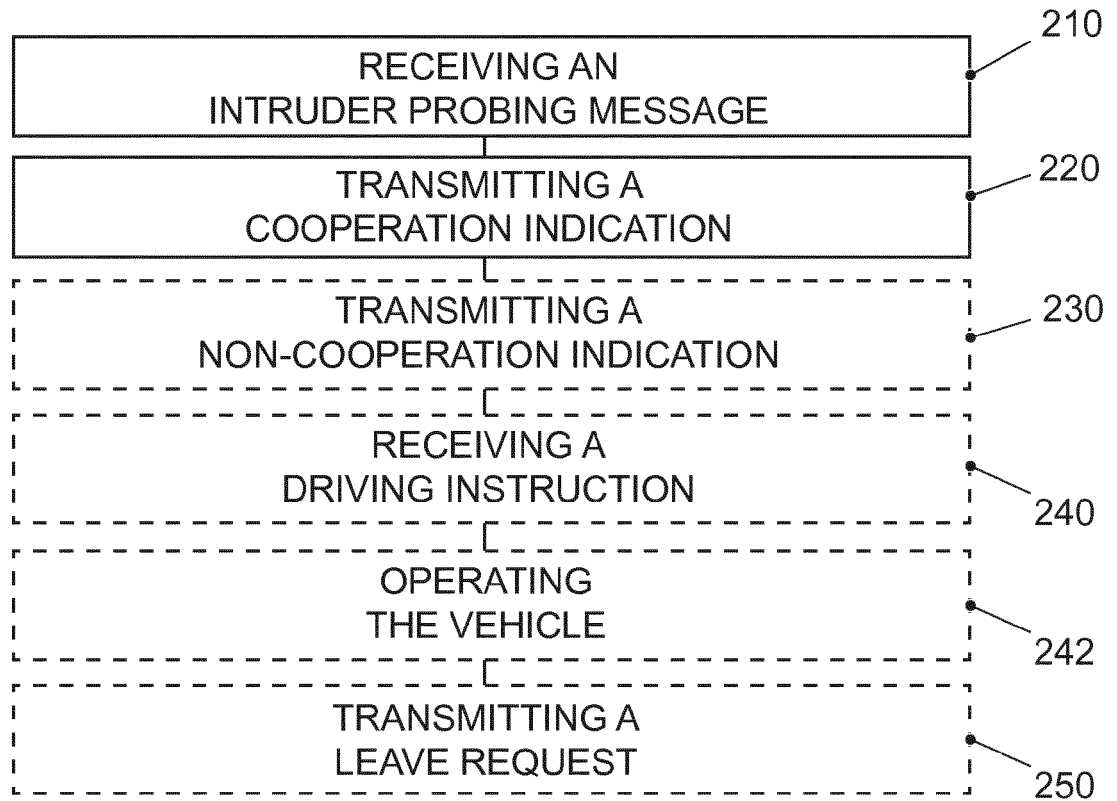 210
RECEIVING AN
INTRUDER PROBING MESSAGE
220
TRANSMITTING A
COOPERATION INDICATION
230
TRANSMITTING A
NON-COOPERATION INDICATION
RECEIVING A
DRIVING INSTRUCTION
240
OPERATING
THE VEHICLE
242
TRANSMITTING A
LEAVE REQUEST
250